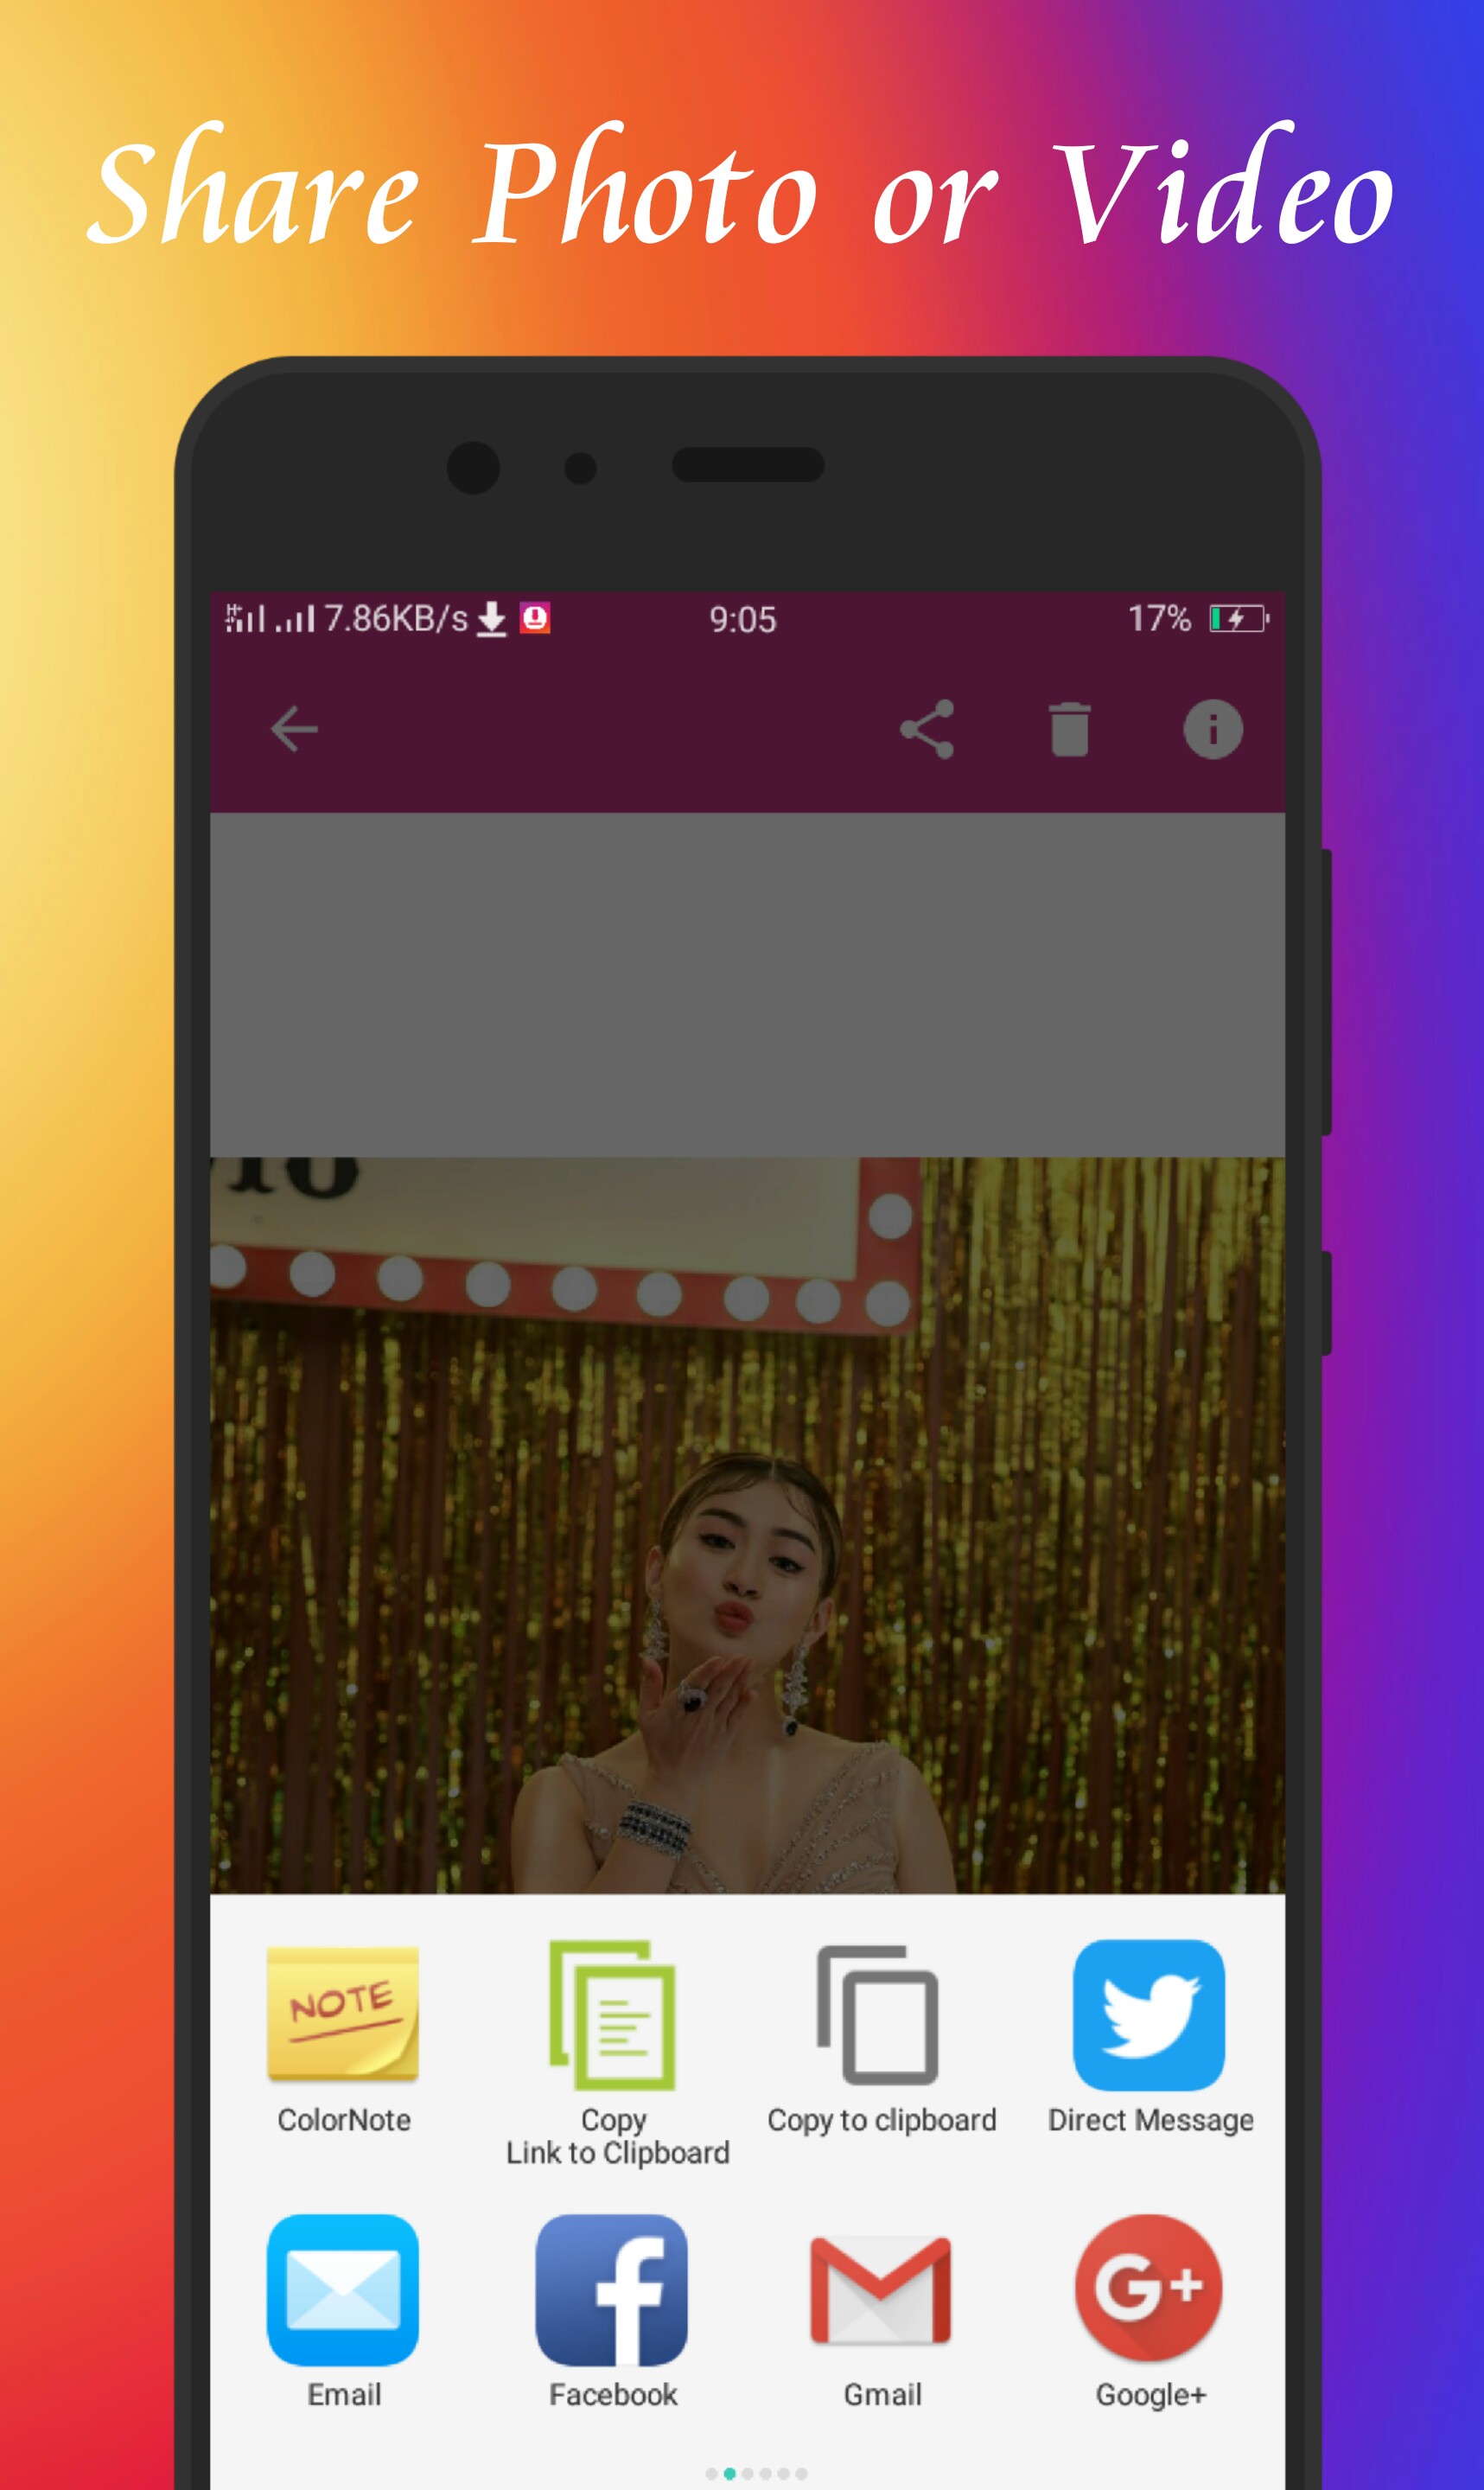 Share Photo or Video
H+ 7.86KB/s 9:05 17%
NOTE
ColorNote
Copy
Link to Clipboard
Copy to clipboard
Direct Message
Email
Facebook
Gmail
G+
Google+